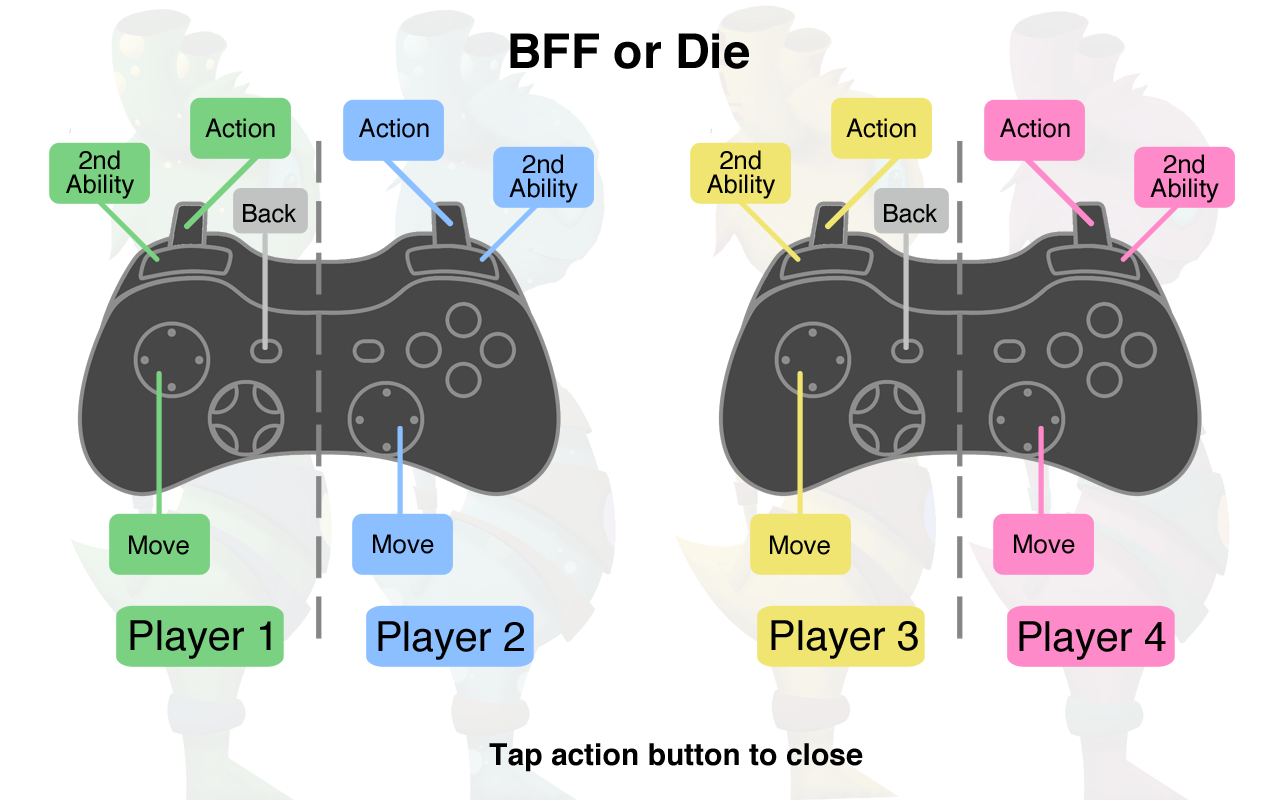 BFF or Die
Action
Action
Action
Action
2nd
Ability
2nd
Ability
2nd
Ability
2nd
Ability
Back
Back
Move
Move
Move
Move
Player 1
Player 2
Player 3
Player 4
Tap action button to close